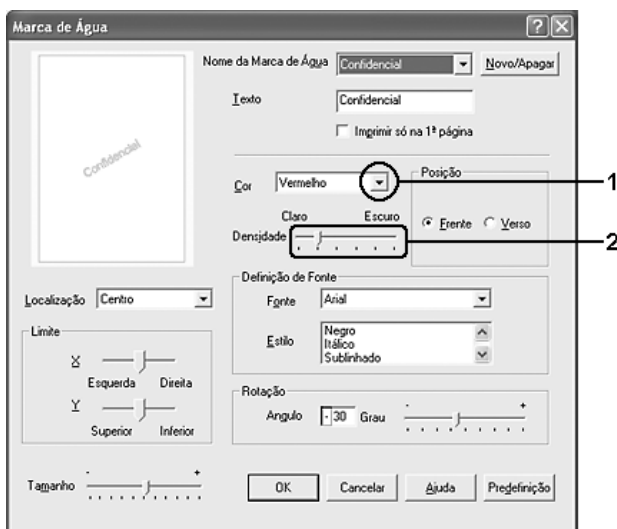 Marca de Água
Nome da Marca de Água Confidencial Novo/Apagar
Texto Confidencial
Imprimir só na 1ª página
Confidencial
Cor Vermelho
Posição
1
Claro Escuro
Frente Verso
Densidade
2
Definição de Fonte
Localização Centro
Fonte Arial
Limite
Estilo Negro
Itálico
Sublinhado
X
Esquerda Direita
Y
Superior Inferior
Rotação
- +
Angulo -30 Grau
Tamanho - +
OK Cancelar Ajuda Predefinição